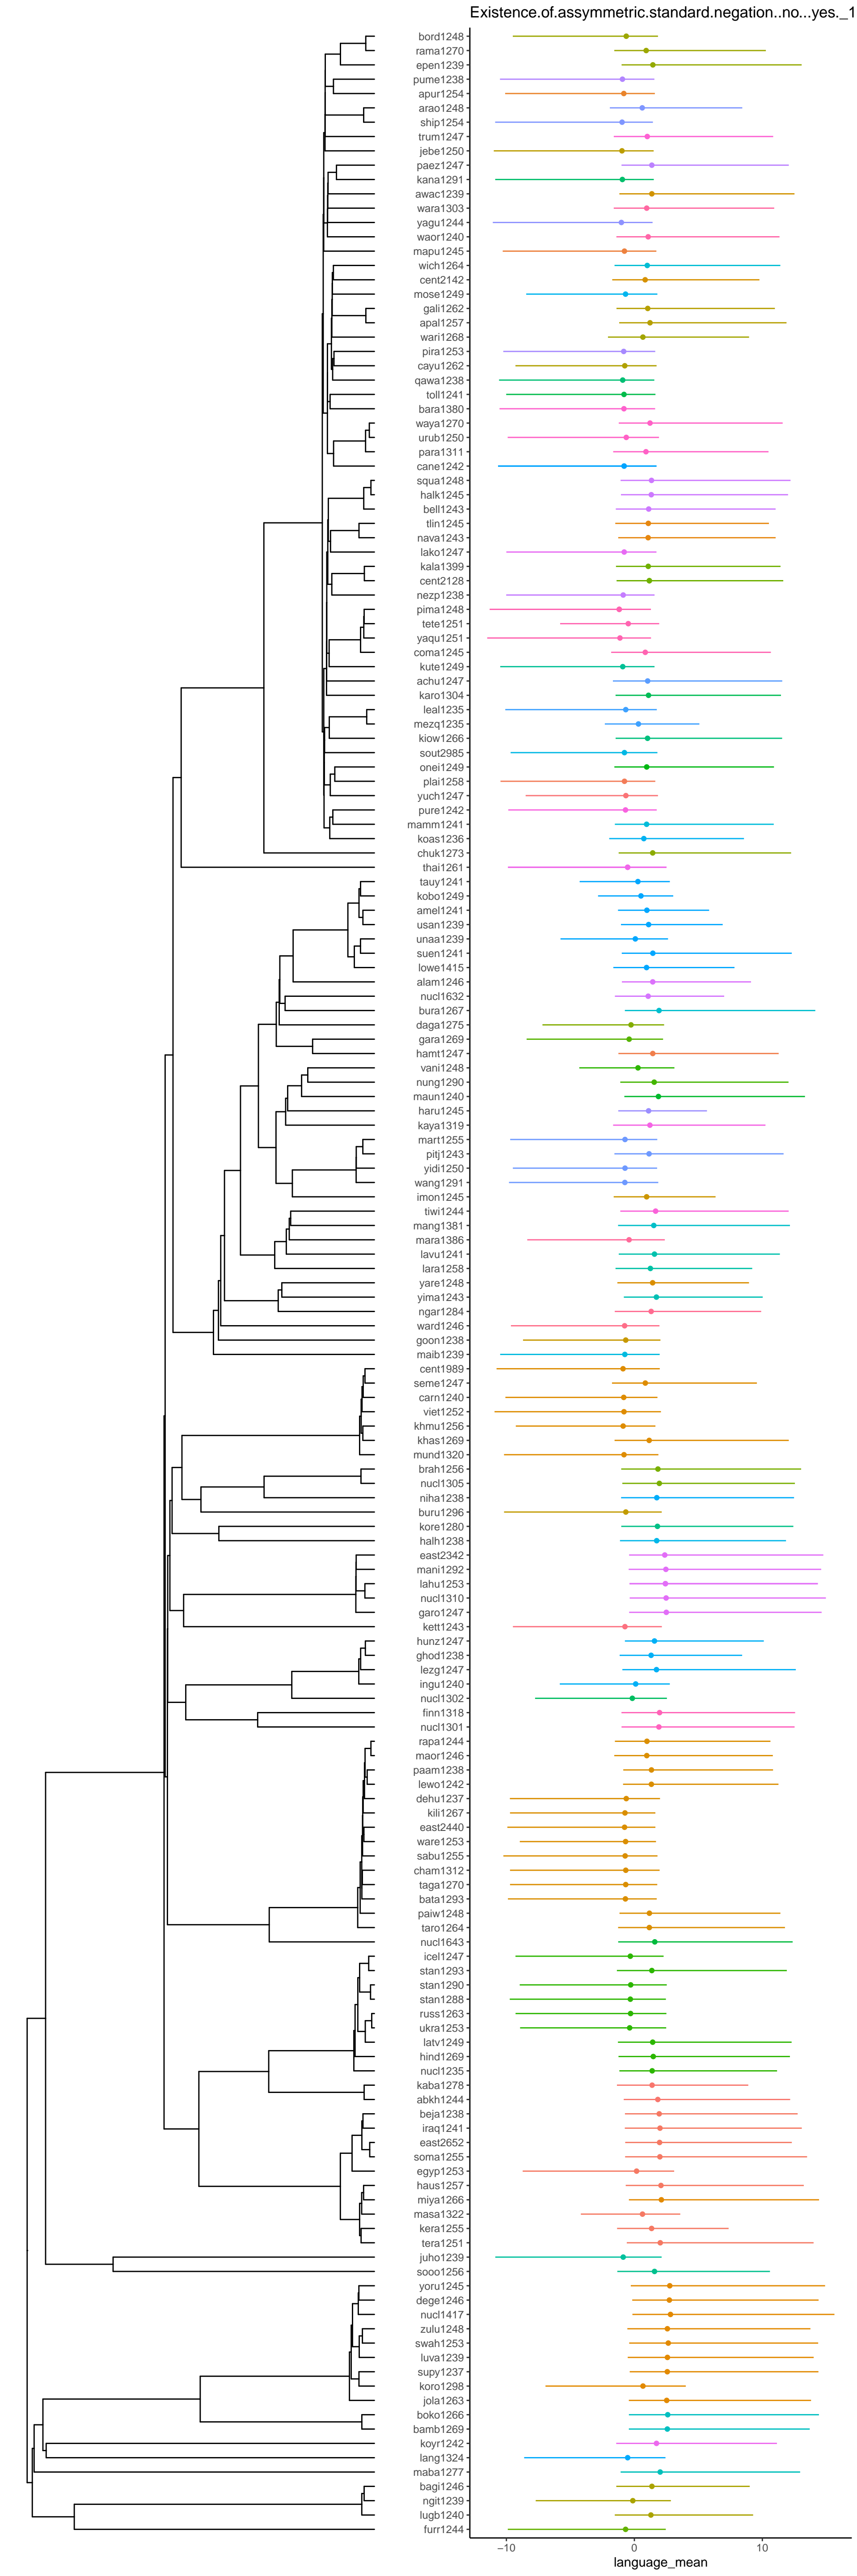 Existence.of.assymetric.standard.negation..no...yes._1
bord1248
rama1270
epen1239
pume1238
apur1254
arao1248
ship1254
trum1247
jebe1250
paez1247
kana1291
awac1239
wara1303
yagu1244
waor1240
mapu1245
wich1264
cent2142
mose1249
gali1262
apal1257
wari1268
pira1253
cayu1262
qawa1238
toll1241
bara1380
waya1270
urub1250
para1311
cane1242
squa1248
halk1245
bell1243
tlin1245
nava1243
lako1247
kala1399
cent2128
nezp1238
pima1248
tete1251
yaqu1251
coma1245
kute1249
achu1247
karo1304
leal1235
mezq1235
kiow1266
sout2985
onei1249
plai1258
yuch1247
pure1242
mamm1241
koas1236
chuk1273
thai1261
tauy1241
kobo1249
amel1241
usan1239
unaa1239
suen1241
lowe1415
alam1246
nucl1632
bura1267
daga1275
gara1269
hamt1247
vani1248
nung1290
maun1240
haru1245
kaya1319
mart1255
pitj1243
yidi1250
wang1291
imon1245
tiwi1244
mang1381
mara1386
lavu1241
lara1258
yare1248
yima1243
ngar1284
ward1246
goon1238
maib1239
cent1989
seme1247
carn1240
viet1252
khmu1256
khas1269
mund1320
brah1256
nucl1305
niha1238
buru1296
kore1280
halh1238
east2342
mani1292
lahu1253
nucl1310
garo1247
kett1243
hunz1247
ghod1238
lezg1247
ingu1240
nucl1302
finn1318
nucl1301
rapa1244
maor1246
paam1238
lewo1242
dehu1237
kili1267
east2440
ware1253
sabu1255
cham1312
taga1270
bata1293
paiw1248
taro1264
nucl1643
icel1247
stan1293
stan1290
stan1288
russ1263
ukra1253
latv1249
hind1269
nucl1235
kaba1278
abkh1244
beja1238
iraq1241
east2652
soma1255
egyp1253
haus1257
miya1266
masa1322
kera1255
tera1251
juho1239
sooo1256
yoru1245
dege1246
nucl1417
zulu1248
swah1253
luva1239
supy1237
koro1298
jola1263
boko1266
bamb1269
koyr1242
lang1324
maba1277
bagi1246
ngit1239
lugb1240
furr1244
−10 0 10
language_mean